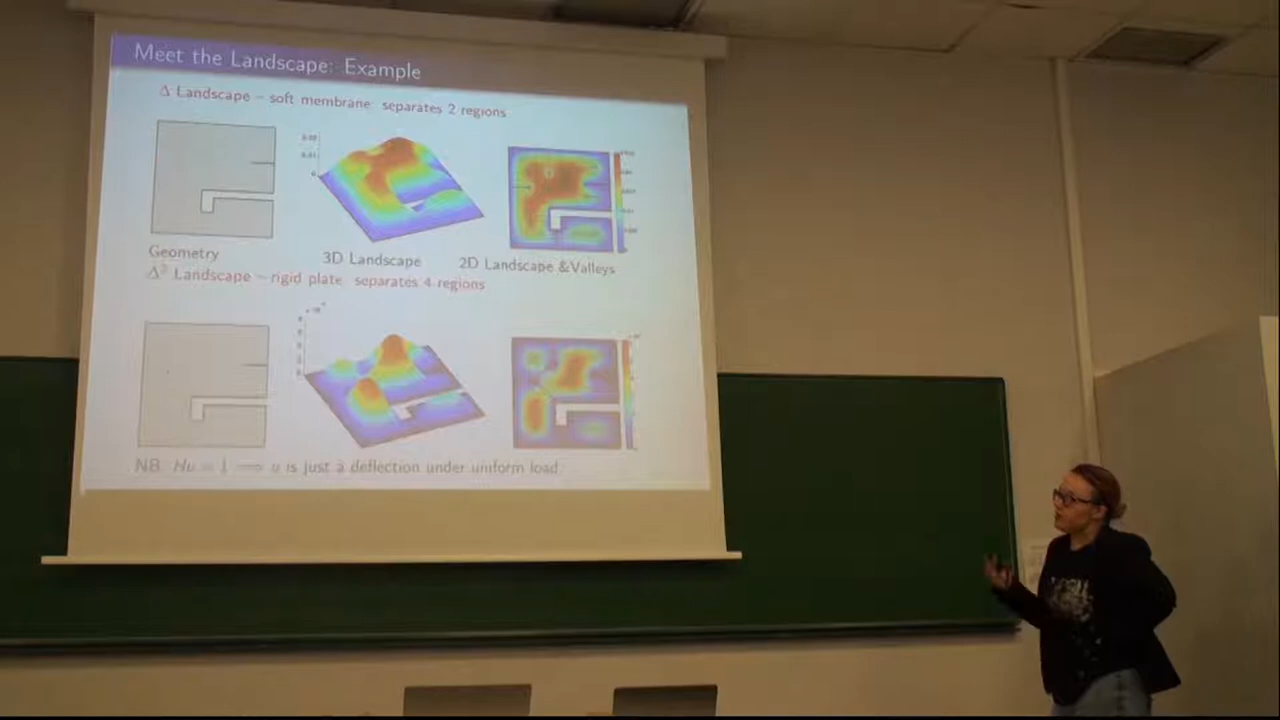 Meet the Landscape: Example
Δ Landscape – soft membrane: separates 2 regions
Geometry
3D Landscape
2D Landscape &Valleys
Δ² Landscape – rigid plate: separates 4 regions
NB: Hu = 1 ⟹ u is just a deflection under uniform load.